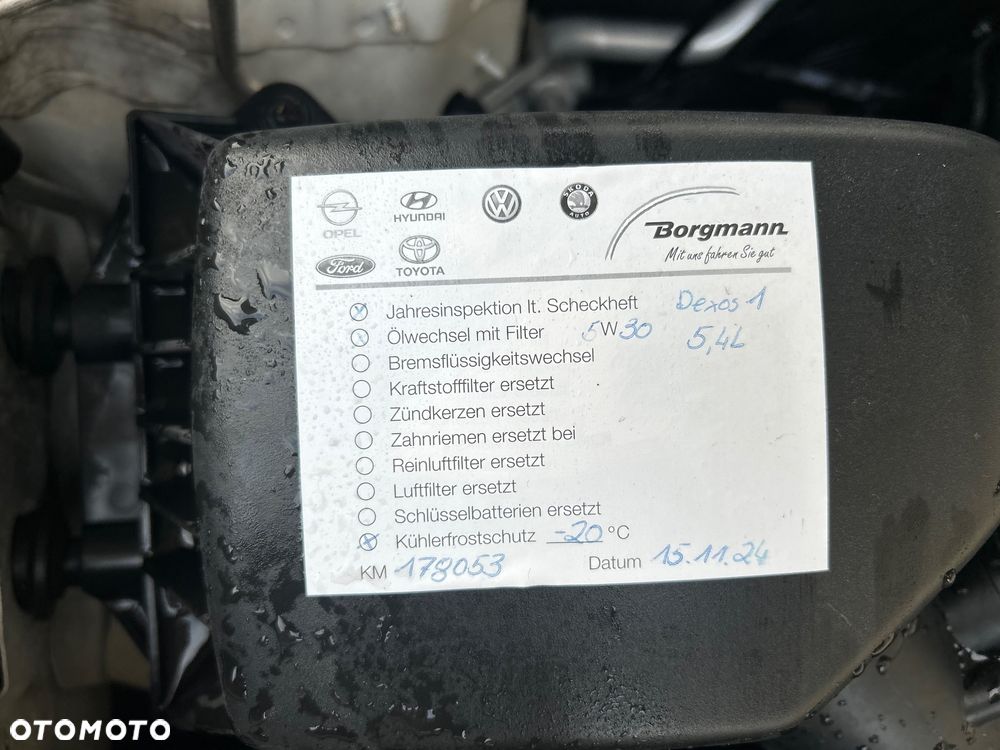 OPEL
HYUNDAI
SKODA
AUTO
Borgmann
Mit uns fahren Sie gut
Ford
TOYOTA
Jahresinspektion lt. Scheckheft Dexos 1
Ölwechsel mit Filter 5W30 5,4L
Bremsflüssigkeitswechsel
Kraftstofffilter ersetzt
Zündkerzen ersetzt
Zahnriemen ersetzt bei
Reinluftfilter ersetzt
Luftfilter ersetzt
Schlüsselbatterien ersetzt
Kühlerfrostschutz -20 °C
KM 178053 Datum 15.11.24
OTOMOTO